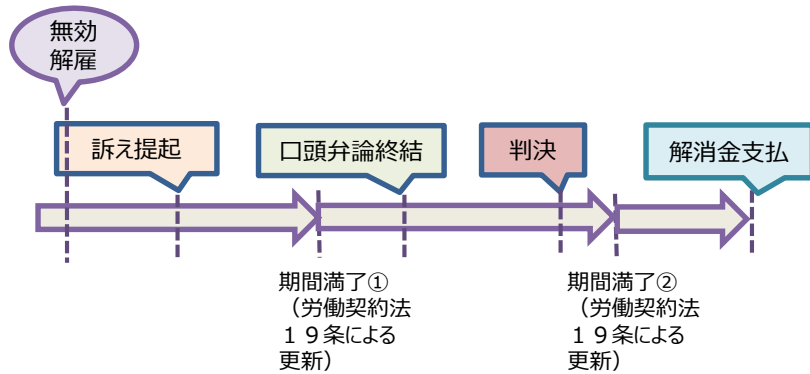 無効
解雇
訴え提起
口頭弁論終結
判決
解消金支払
期間満了①
（労働契約法
１９条による
更新）
期間満了②
（労働契約法
１９条による
更新）